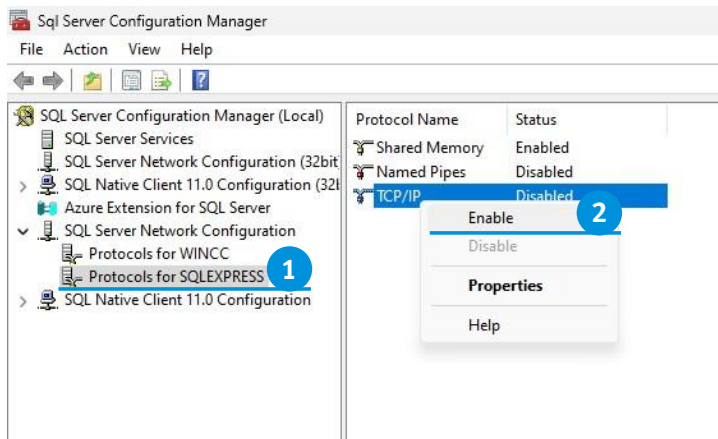 Sql Server Configuration Manager
File Action View Help
SQL Server Configuration Manager (Local)
SQL Server Services
SQL Server Network Configuration (32bit
SQL Native Client 11.0 Configuration (32b
Azure Extension for SQL Server
SQL Server Network Configuration
Protocols for WINCC
Protocols for SQLEXPRESS 1
SQL Native Client 11.0 Configuration
Protocol Name Status
Shared Memory Enabled
Named Pipes Disabled
TCP/IP Disabled
Enable 2
Disable
Properties
Help